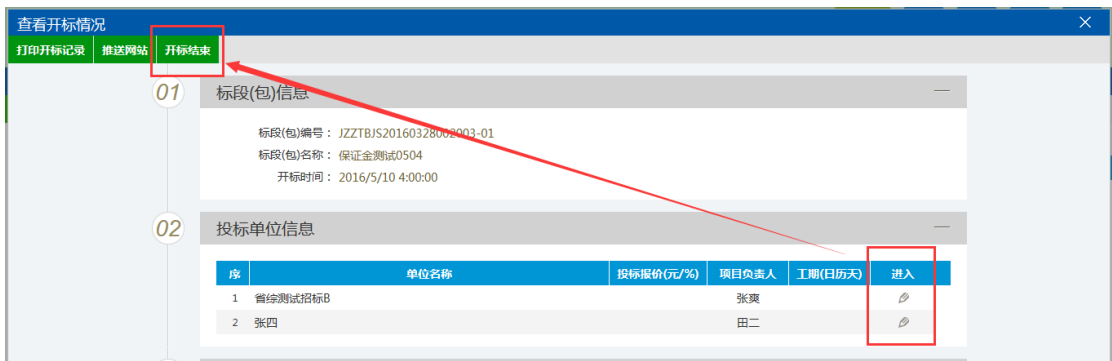 查看开标情况
打印开标记录 推送网站 开标结束
01 标段(包)信息
标段(包)编号： JZZTBJS20160328002003-01
标段(包)名称： 保证金测试0504
开标时间： 2016/5/10 4:00:00
02 投标单位信息
序 单位名称 投标报价(元/%) 项目负责人 工期(日历天) 进入
1 省综测试招标B 张爽
2 张四 田二